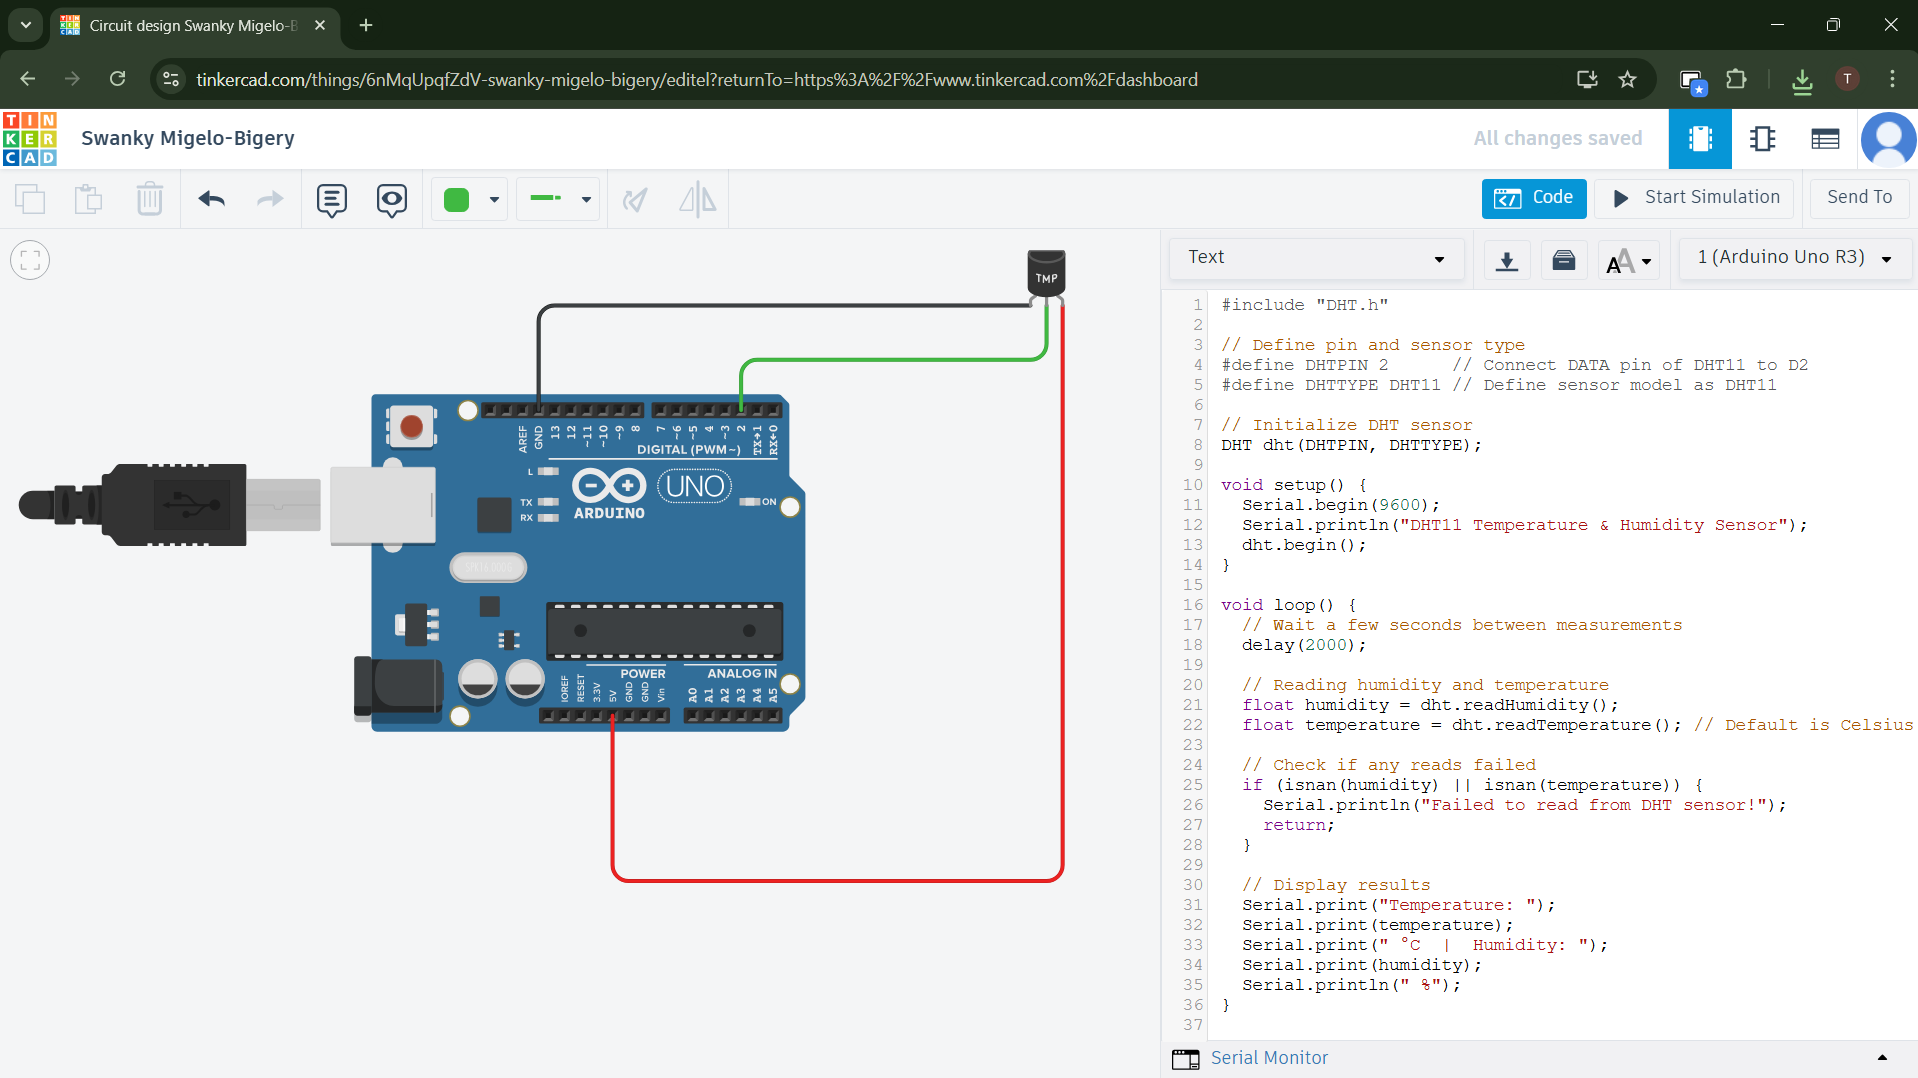 Circuit design Swanky Migelo-B
tinkercad.com/things/6nMqUpqfZdV-swanky-migelo-bigery/editel?returnTo=https%3A%2F%2Fwww.tinkercad.com%2Fdashboard
T
TIN
KER
CAD
Swanky Migelo-Bigery
All changes saved
Code
Start Simulation
Send To
Text
1 (Arduino Uno R3)
TMP
AREF
GND
13
12
~11
~10
~9
8
7
~6
~5
4
~3
2
TX→1
RX←0
DIGITAL (PWM~)
L
TX
RX
UNO
ARDUINO
ON
POWER
ANALOG IN
IOREF
RESET
3.3V
5V
GND
GND
Vin
A0
A1
A2
A3
A4
A5
1 #include "DHT.h"
2
3 // Define pin and sensor type
4 #define DHTPIN 2      // Connect DATA pin of DHT11 to D2
5 #define DHTTYPE DHT11 // Define sensor model as DHT11
6
7 // Initialize DHT sensor
8 DHT dht(DHTPIN, DHTTYPE);
9
10 void setup() {
11   Serial.begin(9600);
12   Serial.println("DHT11 Temperature & Humidity Sensor");
13   dht.begin();
14 }
15
16 void loop() {
17   // Wait a few seconds between measurements
18   delay(2000);
19
20   // Reading humidity and temperature
21   float humidity = dht.readHumidity();
22   float temperature = dht.readTemperature(); // Default is Celsius
23
24   // Check if any reads failed
25   if (isnan(humidity) || isnan(temperature)) {
26     Serial.println("Failed to read from DHT sensor!");
27     return;
28   }
29
30   // Display results
31   Serial.print("Temperature: ");
32   Serial.print(temperature);
33   Serial.print(" °C  |  Humidity: ");
34   Serial.print(humidity);
35   Serial.println(" %");
36 }
37
Serial Monitor